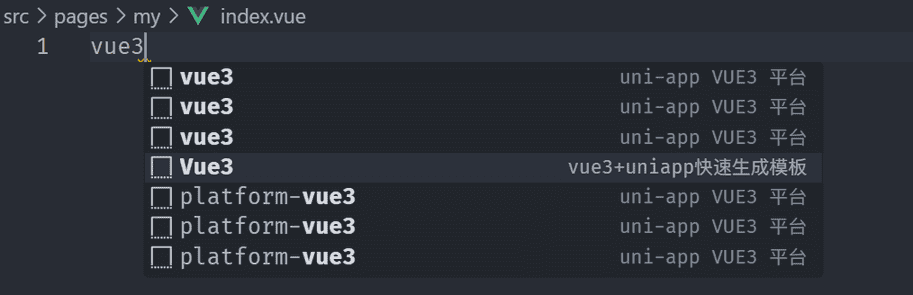 src > pages > my > index.vue
1 vue3
vue3 uni-app VUE3 平台
vue3 uni-app VUE3 平台
vue3 uni-app VUE3 平台
Vue3 vue3+uniapp快速生成模板
platform-vue3 uni-app VUE3 平台
platform-vue3 uni-app VUE3 平台
platform-vue3 uni-app VUE3 平台